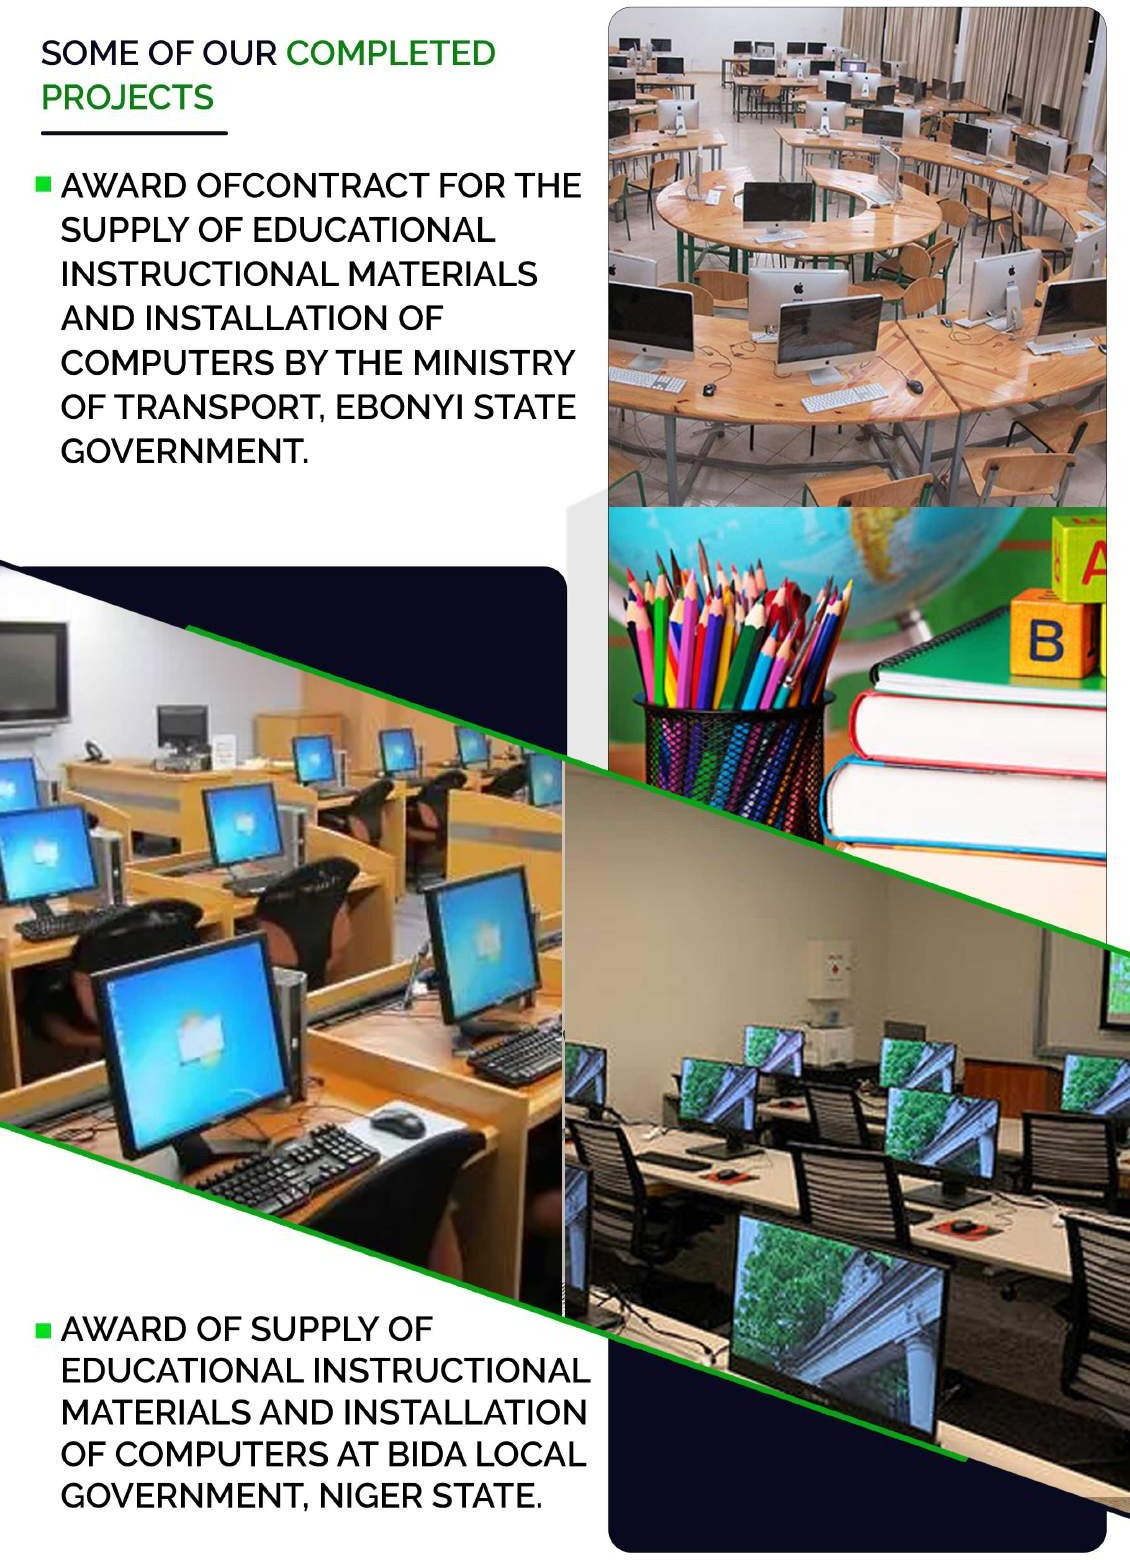 SOME OF OUR COMPLETED
PROJECTS
AWARD OFCONTRACT FOR THE
SUPPLY OF EDUCATIONAL
INSTRUCTIONAL MATERIALS
AND INSTALLATION OF
COMPUTERS BY THE MINISTRY
OF TRANSPORT, EBONYI STATE
GOVERNMENT.
A
B
AWARD OF SUPPLY OF
EDUCATIONAL INSTRUCTIONAL
MATERIALS AND INSTALLATION
OF COMPUTERS AT BIDA LOCAL
GOVERNMENT, NIGER STATE.